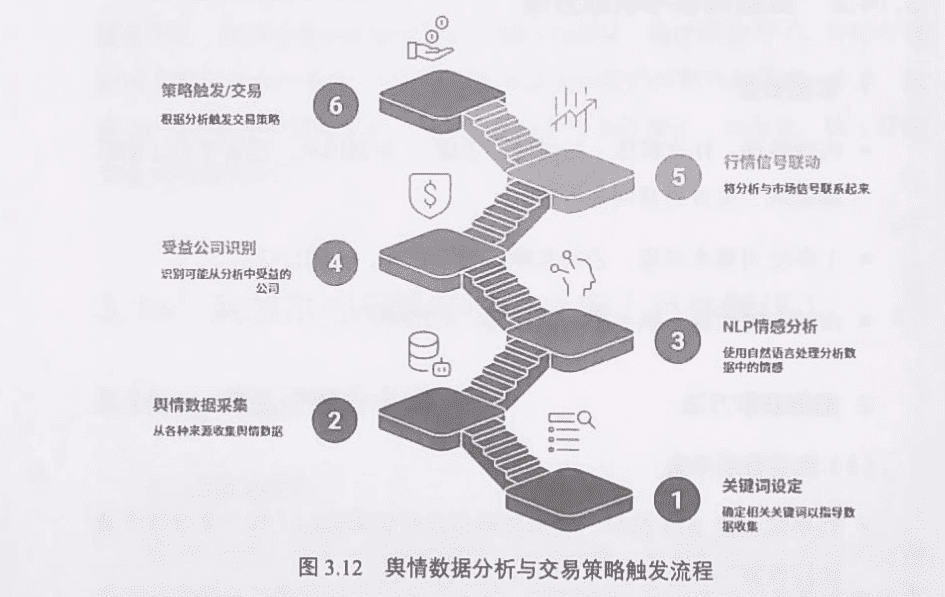 策略触发/交易
根据分析触发交易策略
6
行情信号联动
将分析与市场信号联系起来
5
受益公司识别
识别可能从分析中受益的
公司
4
NLP情感分析
使用自然语言处理分析数
据中的情感
3
舆情数据采集
从各种来源收集舆情数据
2
关键词设定
确定相关关键词以指导数
据收集
1
$
图 3.12 舆情数据分析与交易策略触发流程